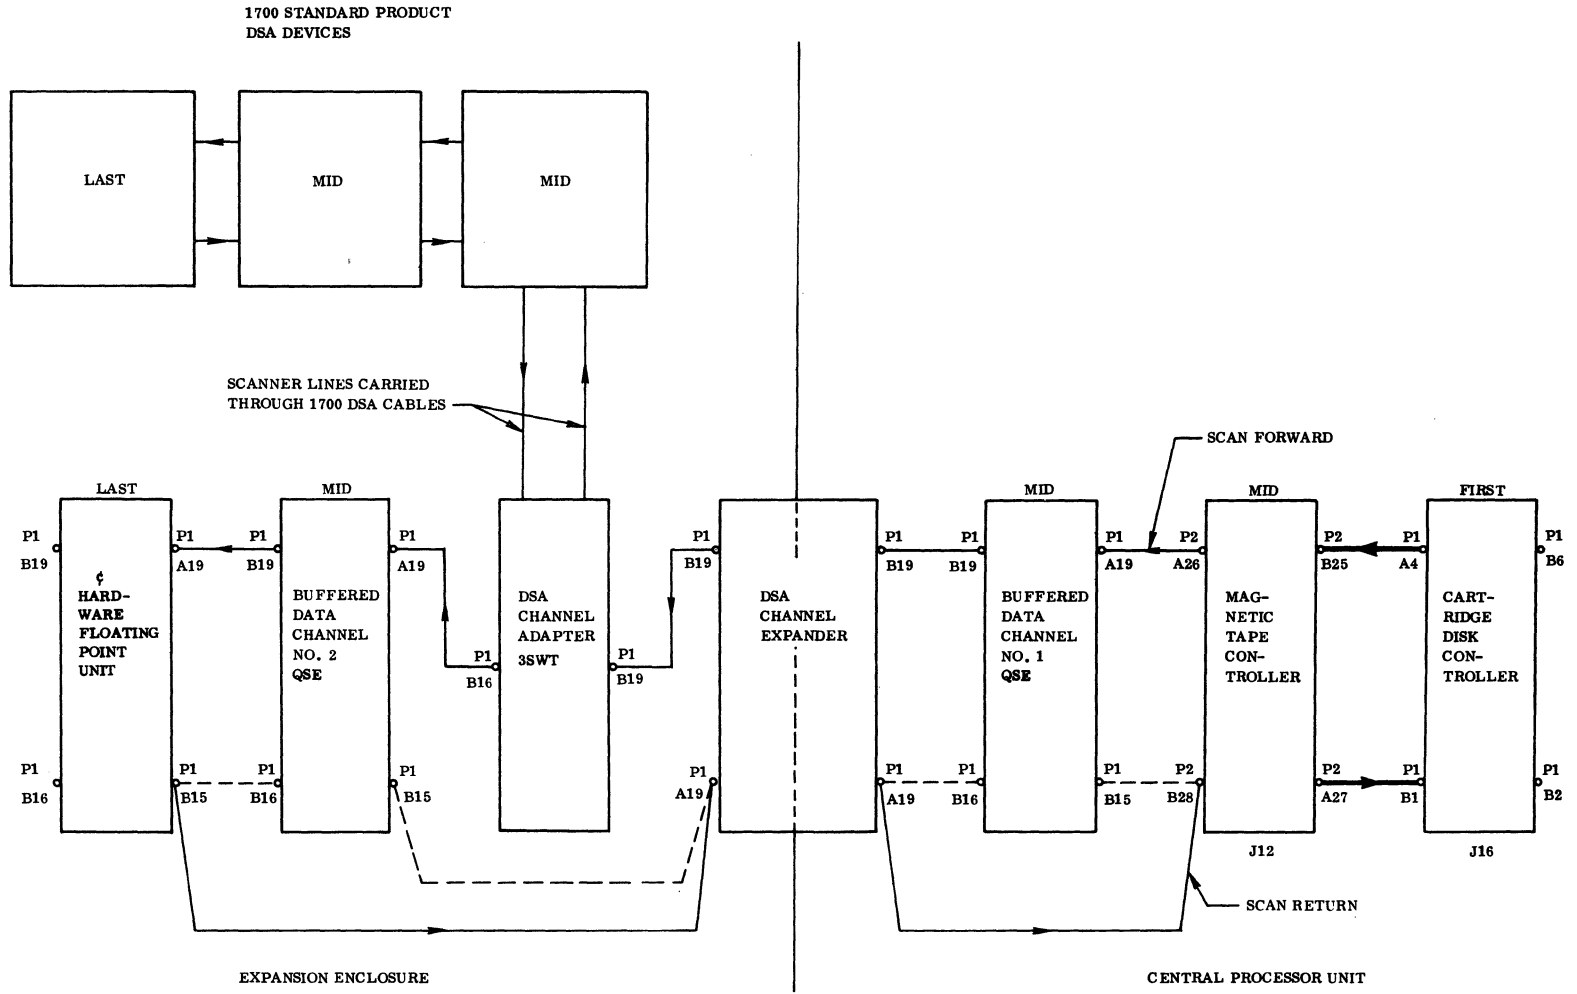 1700 STANDARD PRODUCT
DSA DEVICES
LAST
MID
MID
SCANNER LINES CARRIED
THROUGH 1700 DSA CABLES
SCAN FORWARD
LAST
MID
MID
MID
FIRST
P1
B19
P1
A19
P1
B19
P1
A19
P1
B19
P1
B19
P1
B19
P1
A19
P2
A26
P2
B25
P1
A4
P1
B6
¢
HARD-
WARE
FLOATING
POINT
UNIT
BUFFERED
DATA
CHANNEL
NO. 2
QSE
P1
B16
DSA
CHANNEL
ADAPTER
3SWT
P1
B19
DSA
CHANNEL
EXPANDER
BUFFERED
DATA
CHANNEL
NO. 1
QSE
MAG-
NETIC
TAPE
CON-
TROLLER
CART-
RIDGE
DISK
CON-
TROLLER
P1
B16
P1
B15
P1
B16
P1
B15
P1
A19
P1
A19
P1
B16
P1
B15
P2
B28
P2
A27
P1
B1
P1
B2
J12
J16
SCAN RETURN
EXPANSION ENCLOSURE
CENTRAL PROCESSOR UNIT